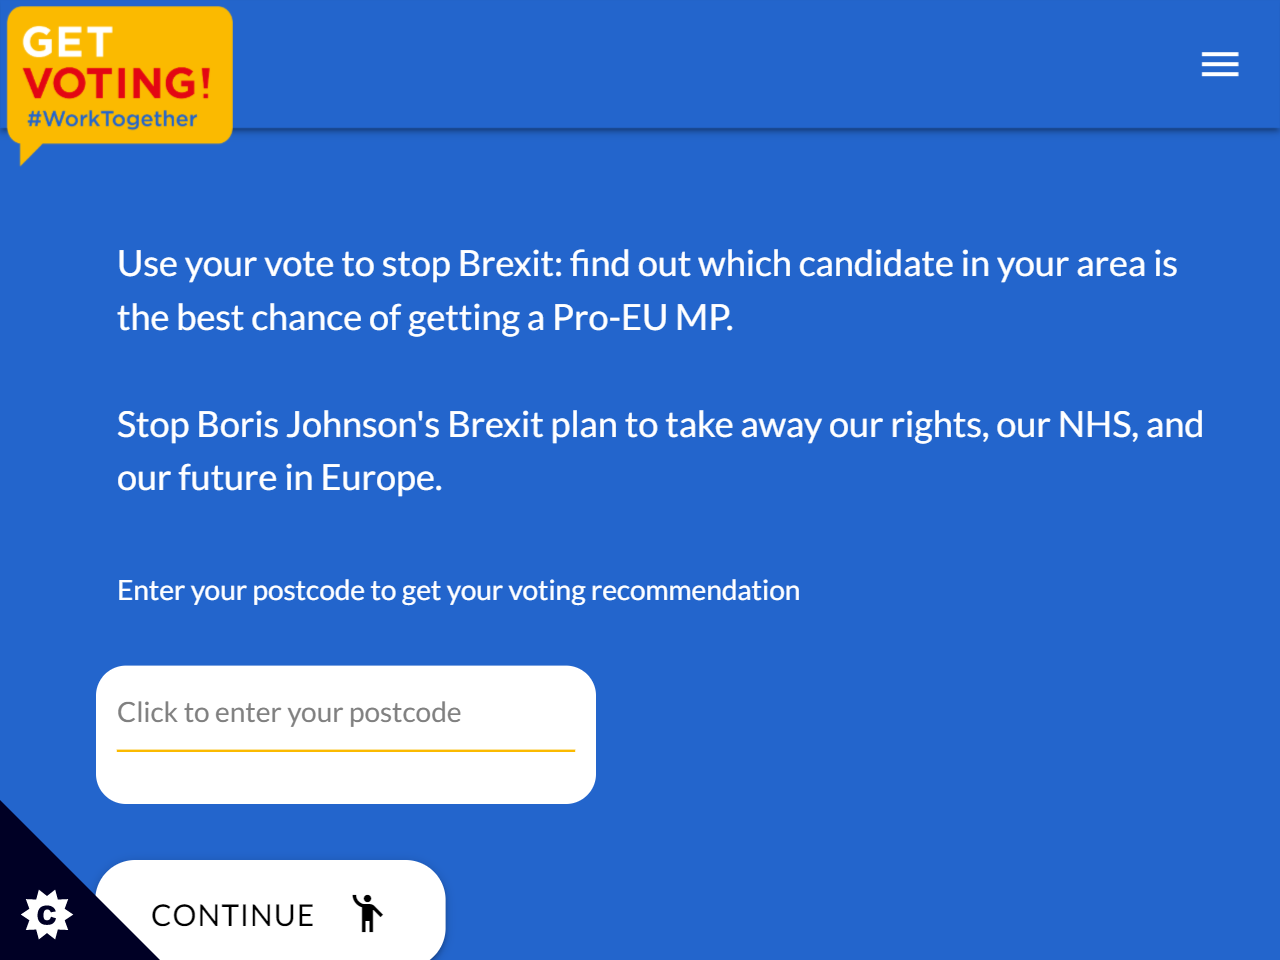 GET
VOTING!
#WorkTogether
Use your vote to stop Brexit: find out which candidate in your area is
the best chance of getting a Pro-EU MP.
Stop Boris Johnson's Brexit plan to take away our rights, our NHS, and
our future in Europe.
Enter your postcode to get your voting recommendation
Click to enter your postcode
CONTINUE
C